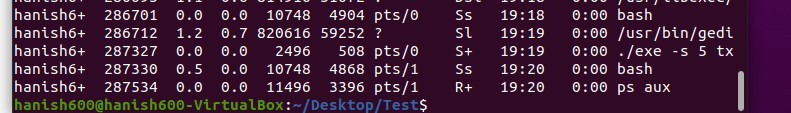 hanish6+ 286701 0.0 0.0 10748 4904 pts/0 Ss 19:18 0:00 bash
hanish6+ 286712 1.2 0.7 820616 59252 ? Sl 19:19 0:00 /usr/bin/gedi
hanish6+ 287327 0.0 0.0 2496 508 pts/0 S+ 19:19 0:00 ./exe -s 5 tx
hanish6+ 287330 0.5 0.0 10748 4868 pts/1 Ss 19:20 0:00 bash
hanish6+ 287534 0.0 0.0 11496 3396 pts/1 R+ 19:20 0:00 ps aux
hanish600@hanish600-VirtualBox:~/Desktop/Test$